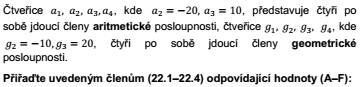 Čtveřice a₁, a₂, a₃, a₄, kde a₂ = −20, a₃ = 10, představuje čtyři po
sobě jdoucí členy aritmetické posloupnosti, čtveřice g₁, g₂, g₃, g₄, kde
g₂ = −10, g₃ = 20, čtyři po sobě jdoucí členy geometrické
posloupnosti.
Přiřaďte uvedeným členům (22.1–22.4) odpovídající hodnoty (A–F):